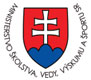 MINISTERSTVO ŠKOLSTVA, VEDY, VÝSKUMU A ŠPORTU SR